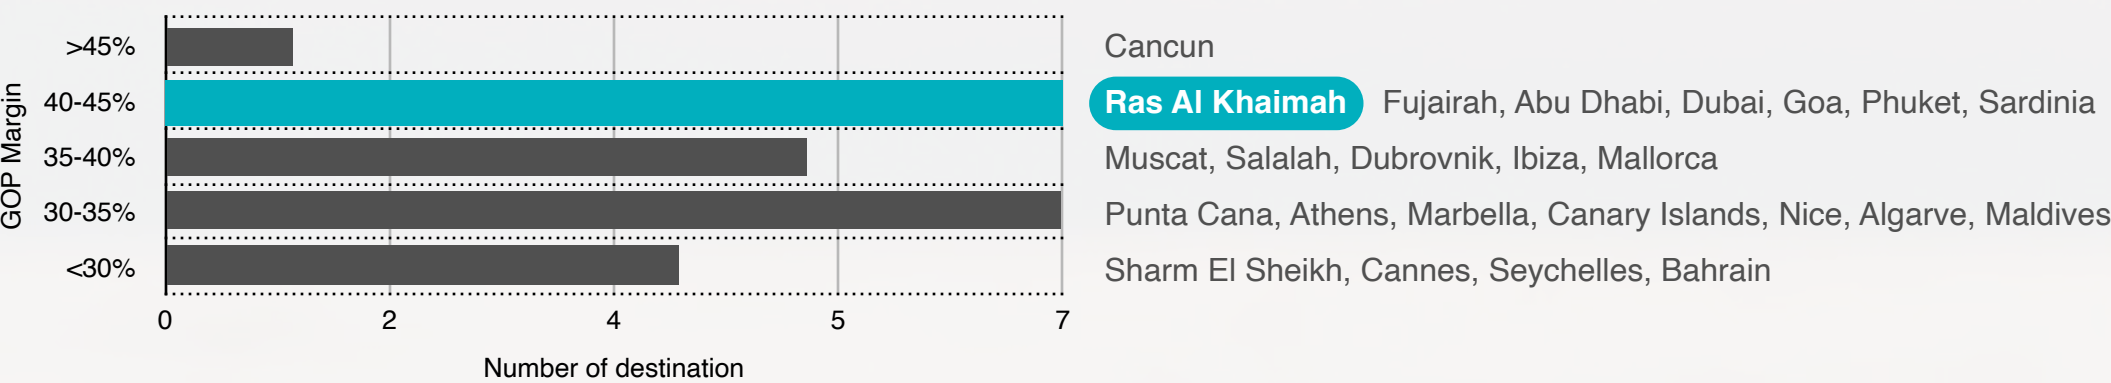 GOP Margin
>45% Cancun
40-45% Ras Al Khaimah Fujairah, Abu Dhabi, Dubai, Goa, Phuket, Sardinia
35-40% Muscat, Salalah, Dubrovnik, Ibiza, Mallorca
30-35% Punta Cana, Athens, Marbella, Canary Islands, Nice, Algarve, Maldives
<30% Sharm El Sheikh, Cannes, Seychelles, Bahrain
0 2 4 5 7
Number of destination